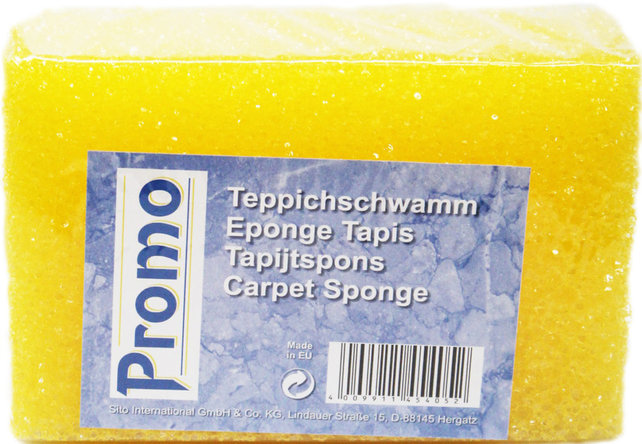 Promo
Teppichschwamm
Eponge Tapis
Tapijtspons
Carpet Sponge
Made
in EU
4 009911 454052
Sito International GmbH & Co. KG, Lindauer Straße 15, D-88145 Hergatz